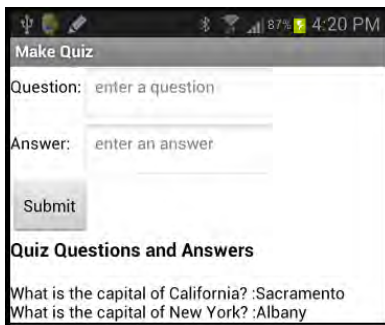 87% 4:20 PM
Make Quiz
Question: enter a question
Answer: enter an answer
Submit
Quiz Questions and Answers
What is the capital of California? :Sacramento
What is the capital of New York? :Albany